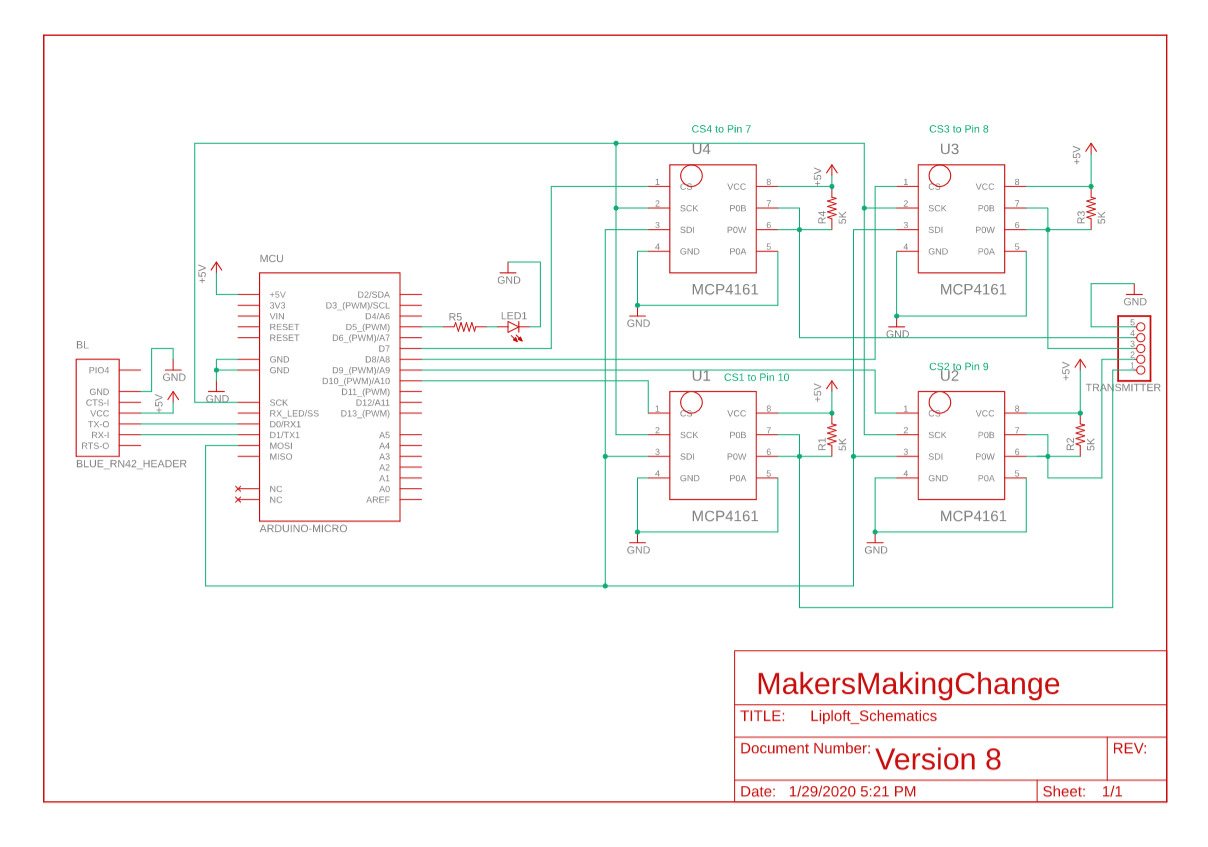 CS4 to Pin 7
U4
1 CS VCC 8
2 SCK P0B 7
3 SDI P0W 6
4 GND P0A 5
MCP4161
GND
+5V
R4
5K
CS3 to Pin 8
U3
1 CS VCC 8
2 SCK P0B 7
3 SDI P0W 6
4 GND P0A 5
MCP4161
GND
+5V
R3
5K
MCU
+5V
+5V D2/SDA
3V3 D3_(PWM)/SCL
VIN D4/A6
RESET D5_(PWM)
RESET D6_(PWM)/A7
D7
GND D8/A8
GND D9_(PWM)/A9
D10_(PWM)/A10
D11_(PWM)
SCK D12/A11
RX_LED/SS D13_(PWM)
D0/RX1
D1/TX1 A5
MOSI A4
MISO A3
A2
A1
NC A0
NC AREF
ARDUINO-MICRO
GND
R5
LED1
GND
BL
PIO4
GND
CTS-I
VCC
TX-O
RX-I
RTS-O
BLUE_RN42_HEADER
GND
+5V
GND
5
4
3
2
1
TRANSMITTER
U1
CS1 to Pin 10
1 CS VCC 8
2 SCK P0B 7
3 SDI P0W 6
4 GND P0A 5
MCP4161
GND
+5V
R1
5K
CS2 to Pin 9
U2
1 CS VCC 8
2 SCK P0B 7
3 SDI P0W 6
4 GND P0A 5
MCP4161
GND
+5V
R2
5K
MakersMakingChange
TITLE: Liploft_Schematics
Document Number: Version 8
REV:
Date: 1/29/2020 5:21 PM
Sheet: 1/1